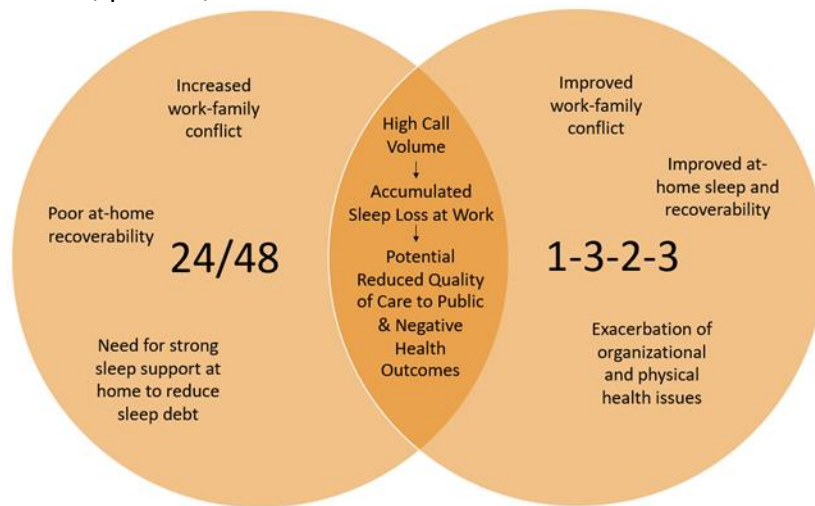 Increased
work-family
conflict
Poor at-home
recoverability
24/48
Need for strong
sleep support at
home to reduce
sleep debt
High Call
Volume
Accumulated
Sleep Loss at Work
Potential
Reduced Quality
of Care to Public
& Negative
Health
Outcomes
Improved
work-family
conflict
Improved at-
home sleep and
recoverability
1-3-2-3
Exacerbation of
organizational
and physical
health issues